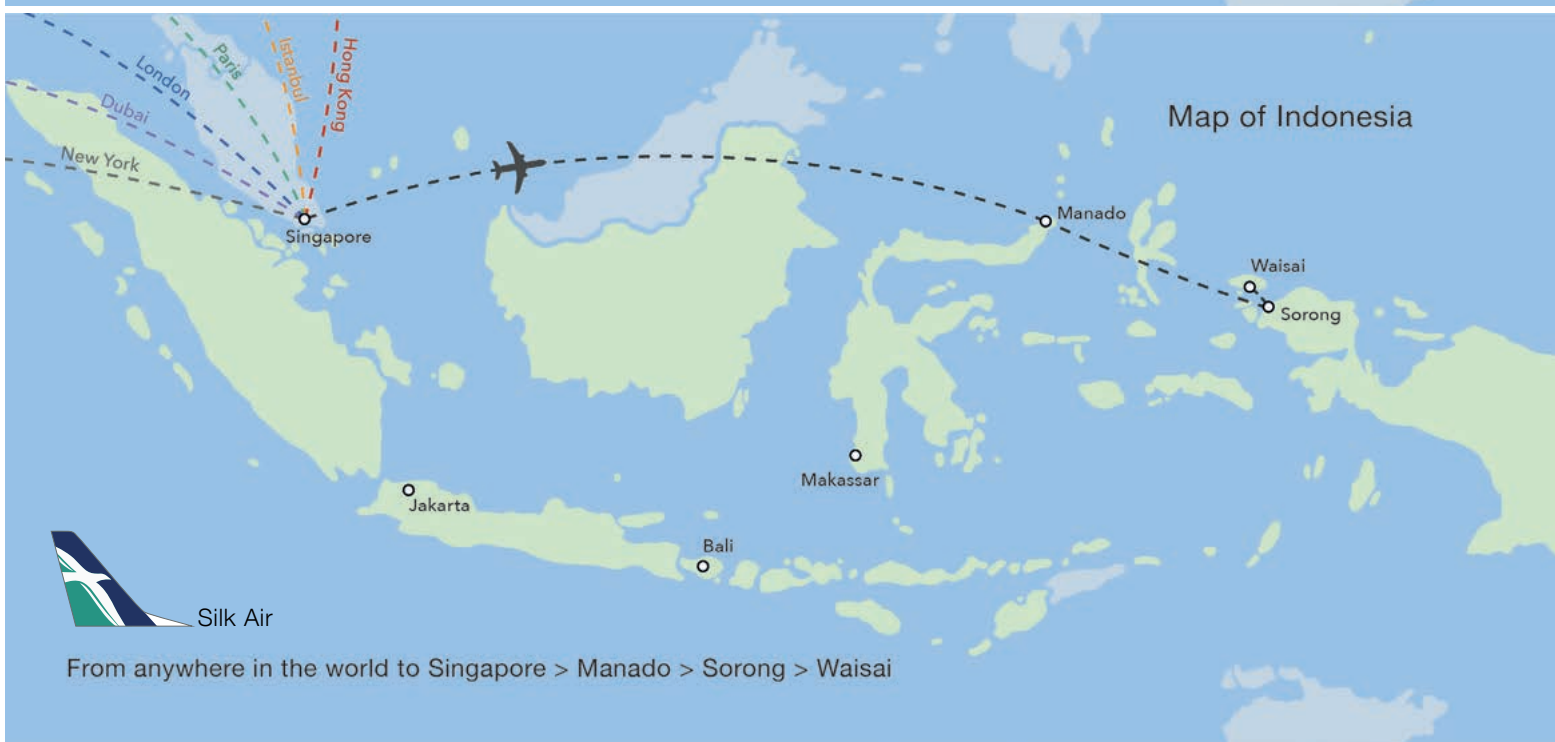 Map of Indonesia
Paris
Istanbul
Hong Kong
London
Dubai
New York
Singapore
Manado
Waisai
Sorong
Makassar
Jakarta
Bali
Silk Air
From anywhere in the world to Singapore > Manado > Sorong > Waisai